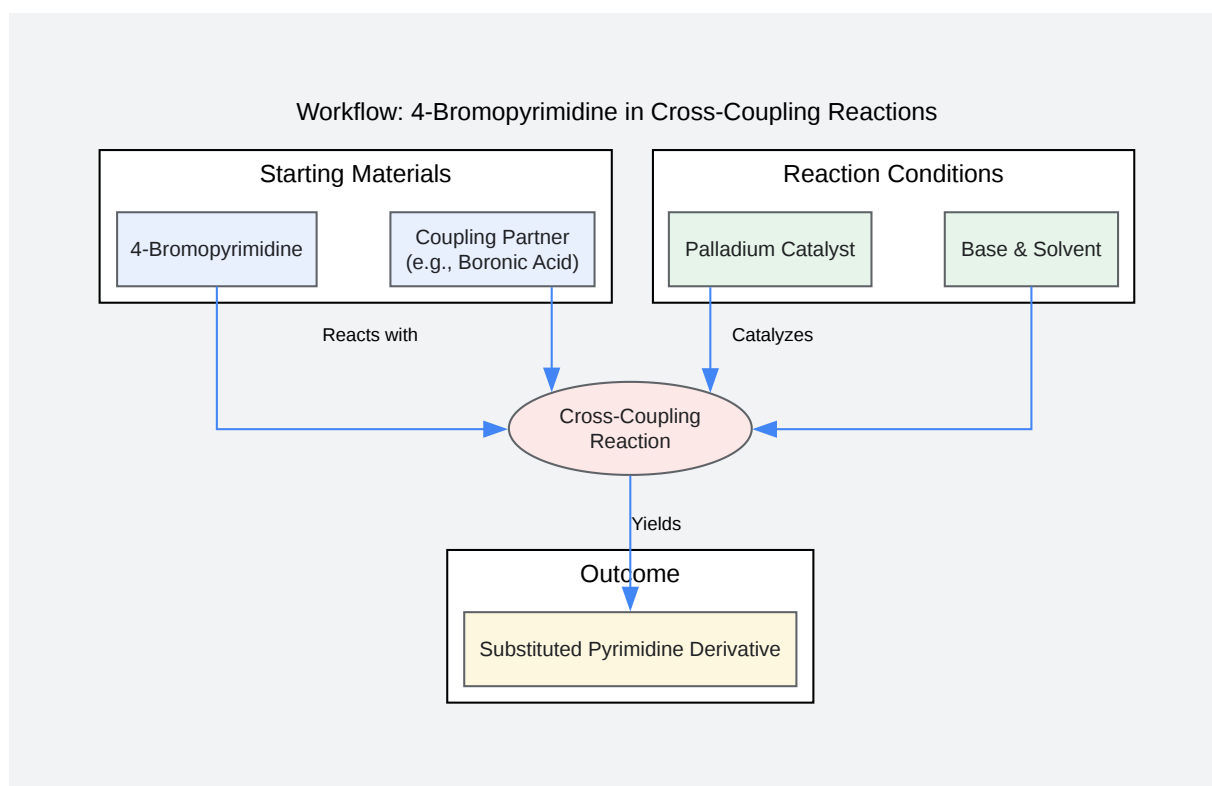 Workflow: 4-Bromopyrimidine in Cross-Coupling Reactions
Starting Materials
4-Bromopyrimidine
Coupling Partner
(e.g., Boronic Acid)
Reaction Conditions
Palladium Catalyst
Base & Solvent
Reacts with
Catalyzes
Cross-Coupling
Reaction
Yields
Outcome
Substituted Pyrimidine Derivative